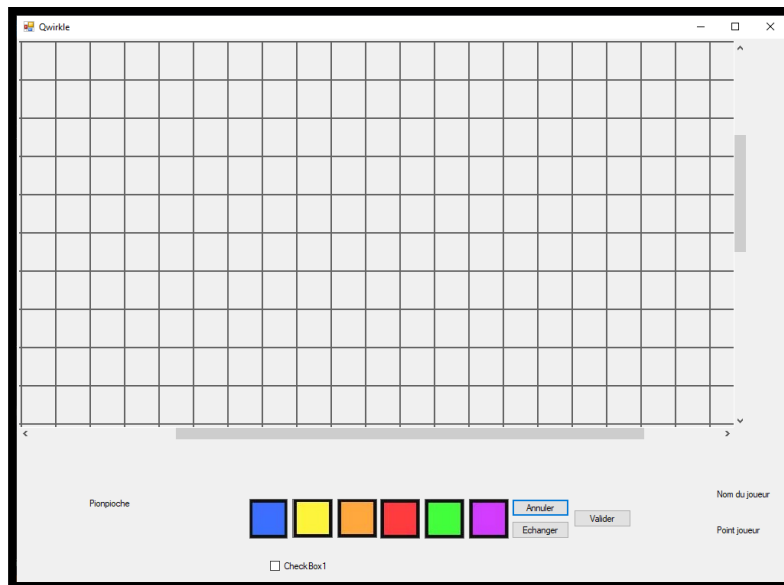 Qwirkle
Pionpioche
Annuler
Echanger
Valider
Nom du joueur
Point joueur
CheckBox1